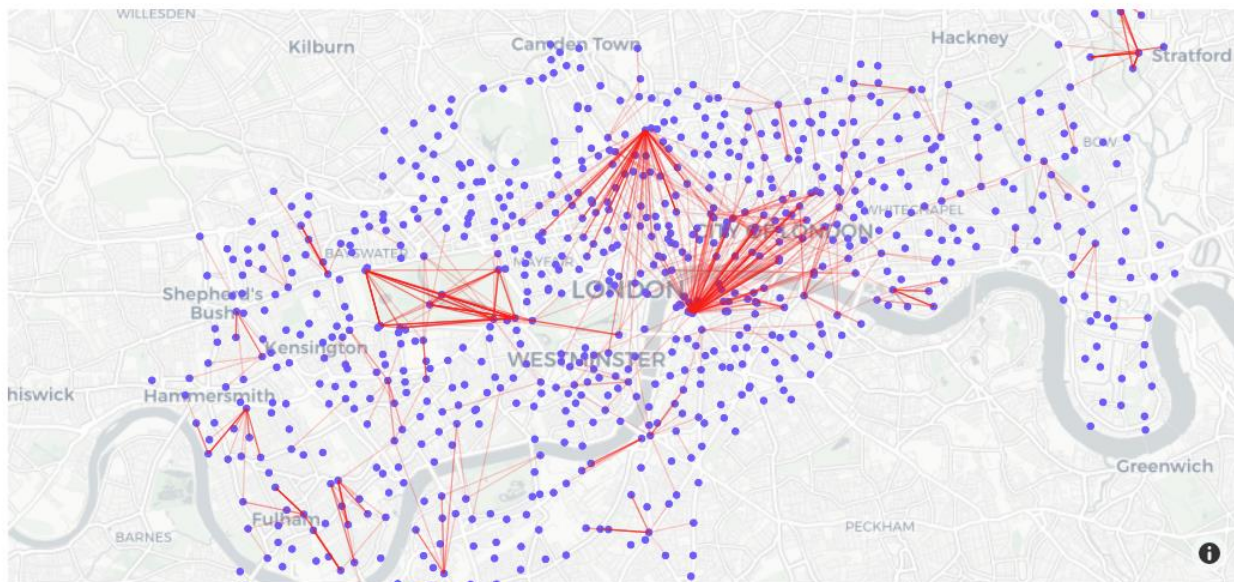 WILLESDEN
Kilburn
Camden Town
Hackney
Stratford
BOW
WHITECHAPEL
CITY OF LONDON
BAYSWATER
MAYFAIR
Shepherd's
Bush
LONDON
Kensington
WESTMINSTER
hiswick
Hammersmith
Greenwich
Fulham
PECKHAM
BARNES
i